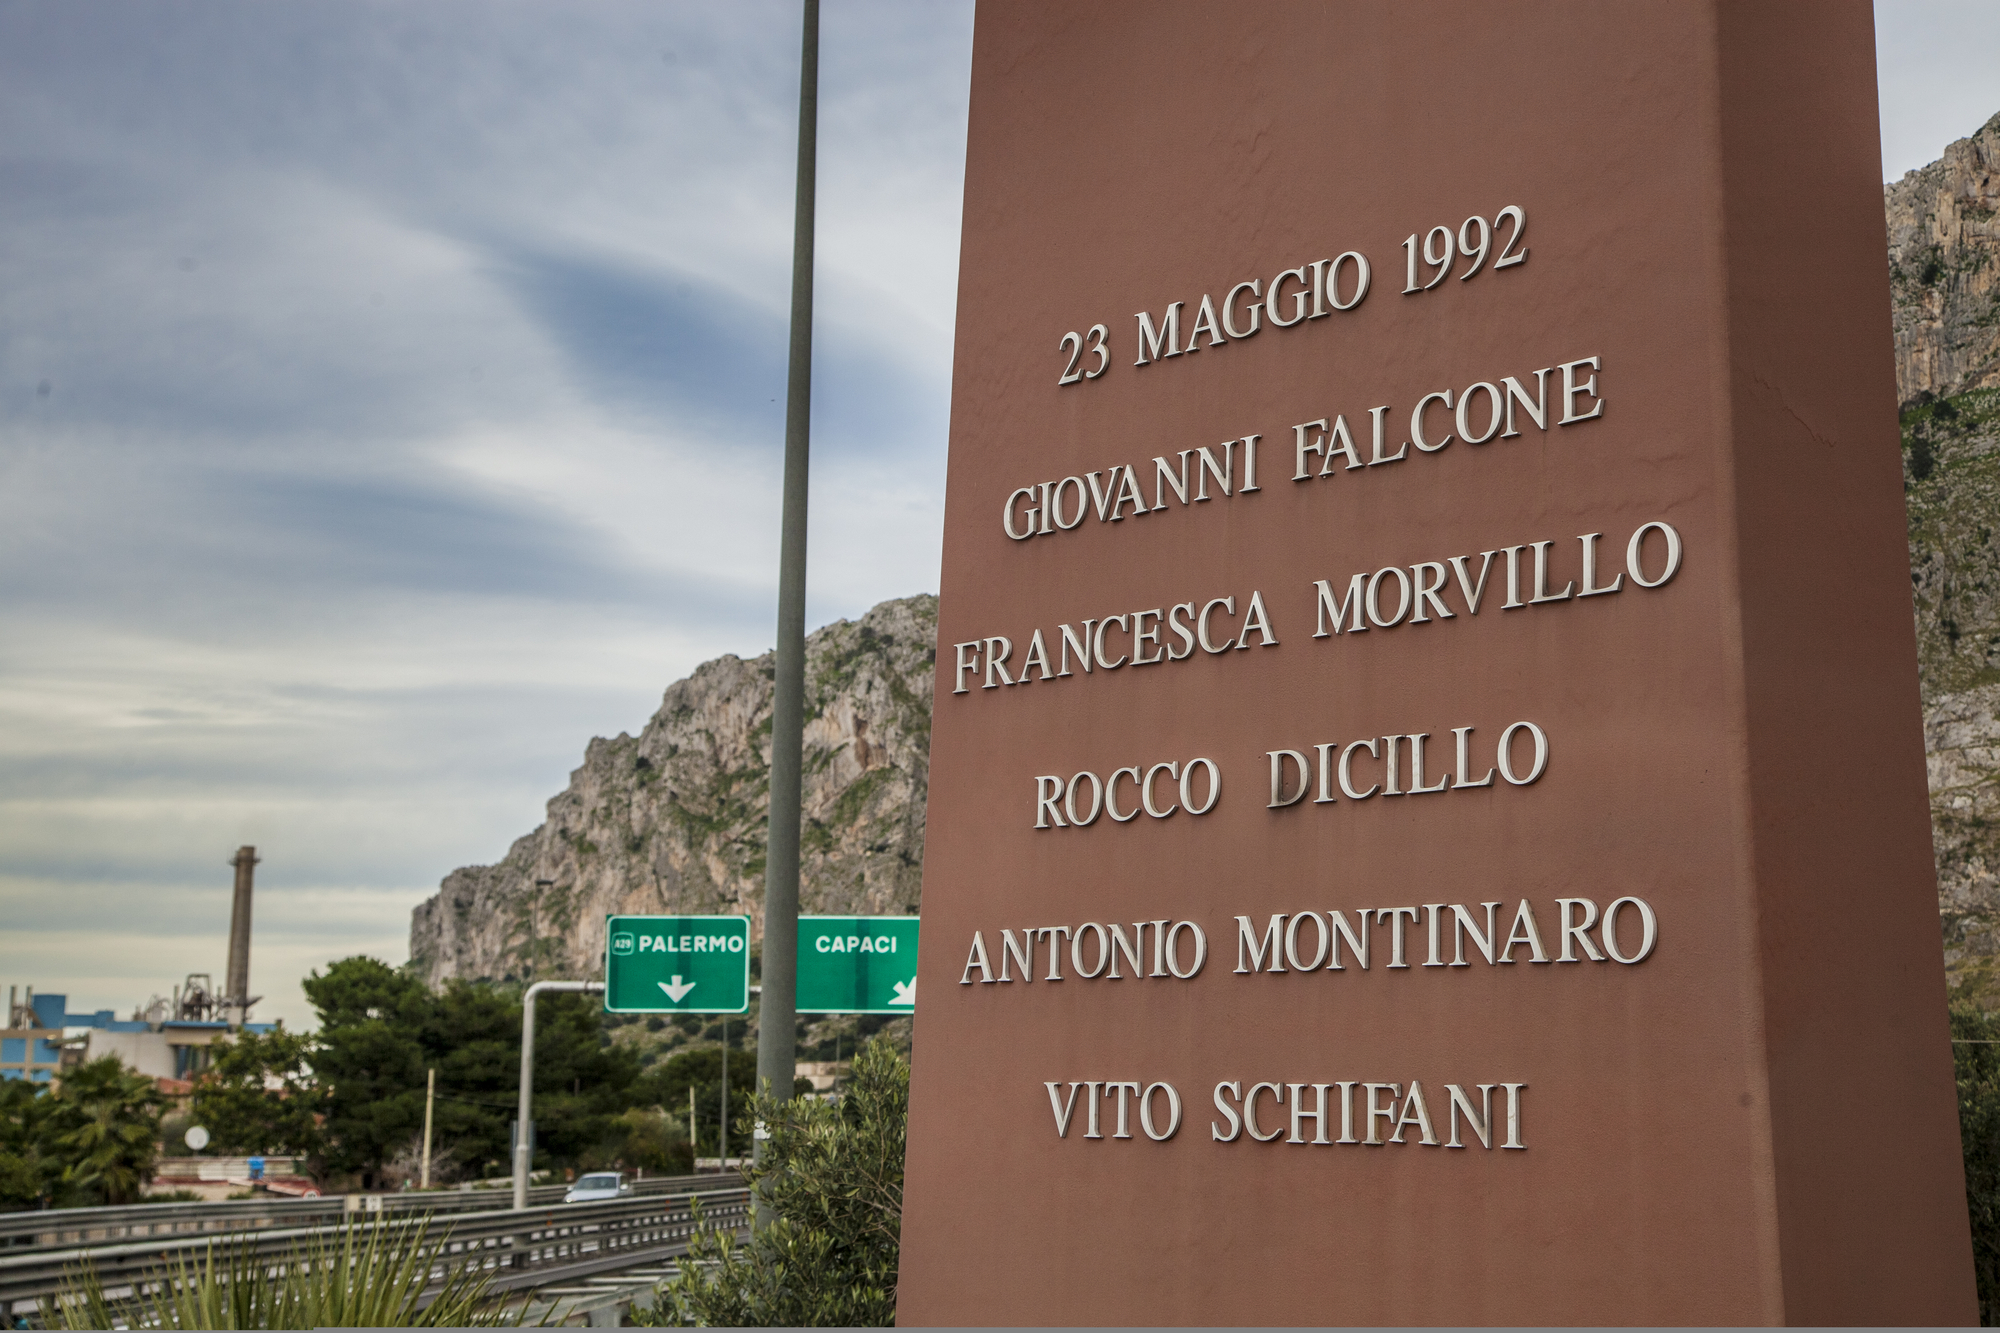 23 MAGGIO 1992
GIOVANNI FALCONE
FRANCESCA MORVILLO
ROCCO DICILLO
ANTONIO MONTINARO
VITO SCHIFANI
A29 PALERMO
CAPACI